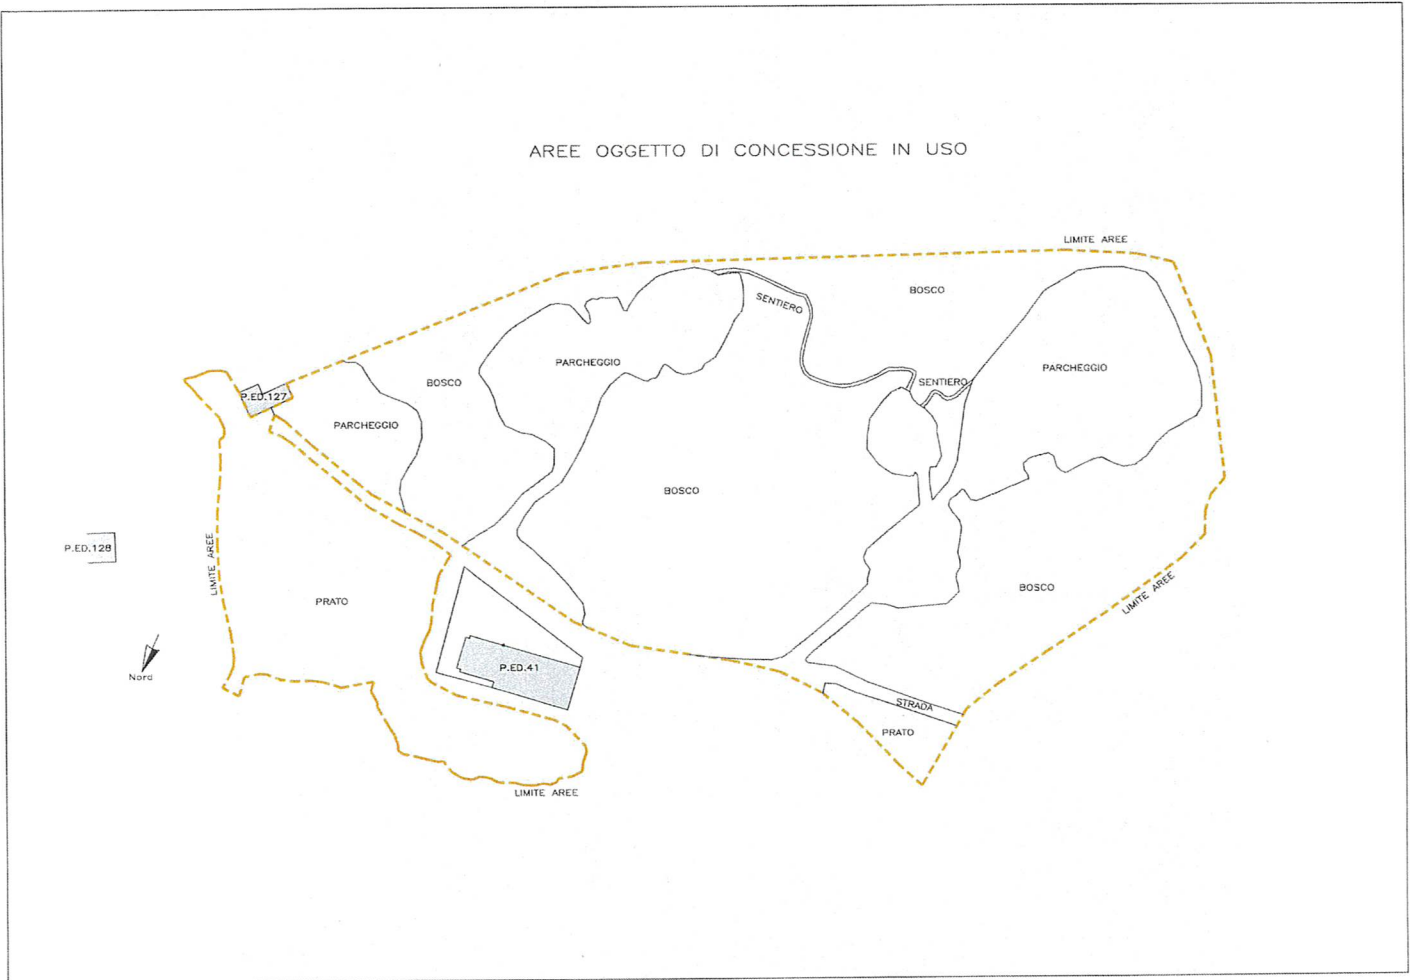 AREE OGGETTO DI CONCESSIONE IN USO
LIMITE AREE
BOSCO
SENTIERO
PARCHEGGIO
PARCHEGGIO
BOSCO
SENTIERO
P.ED.127
PARCHEGGIO
BOSCO
P.ED.128
LIMITE AREE
PRATO
BOSCO
LIMITE AREE
P.ED.41
Nord
STRADA
PRATO
LIMITE AREE